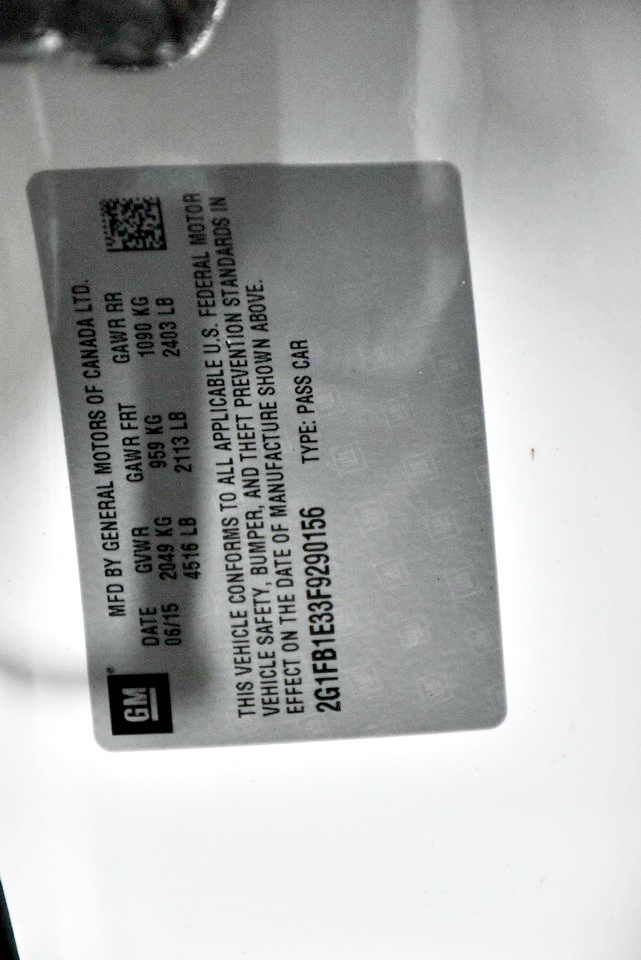 MFD BY GENERAL MOTORS OF CANADA LTD.
DATE GVWR GAWR FRT GAWR RR
06/15 2049 KG 959 KG 1090 KG
4516 LB 2113 LB 2403 LB
GM®
THIS VEHICLE CONFORMS TO ALL APPLICABLE U.S. FEDERAL MOTOR
VEHICLE SAFETY, BUMPER, AND THEFT PREVENTION STANDARDS IN
EFFECT ON THE DATE OF MANUFACTURE SHOWN ABOVE.
2G1FB1E33F9290156 TYPE: PASS CAR